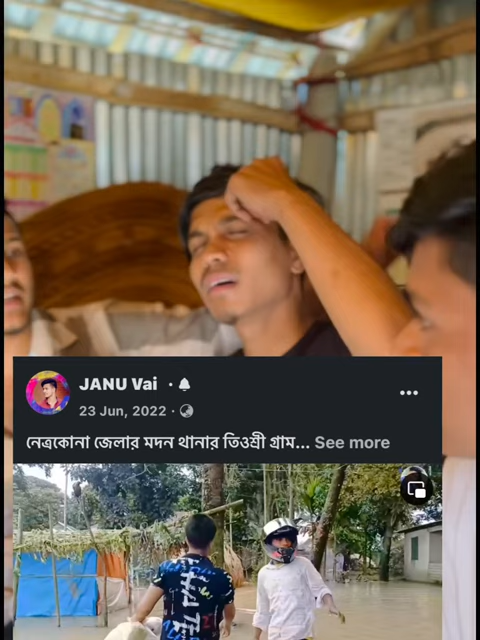 JANU Vai
23 Jun, 2022 ·
নেত্রকোনা জেলার মদন থানার তিওশ্রী গ্রাম... See more